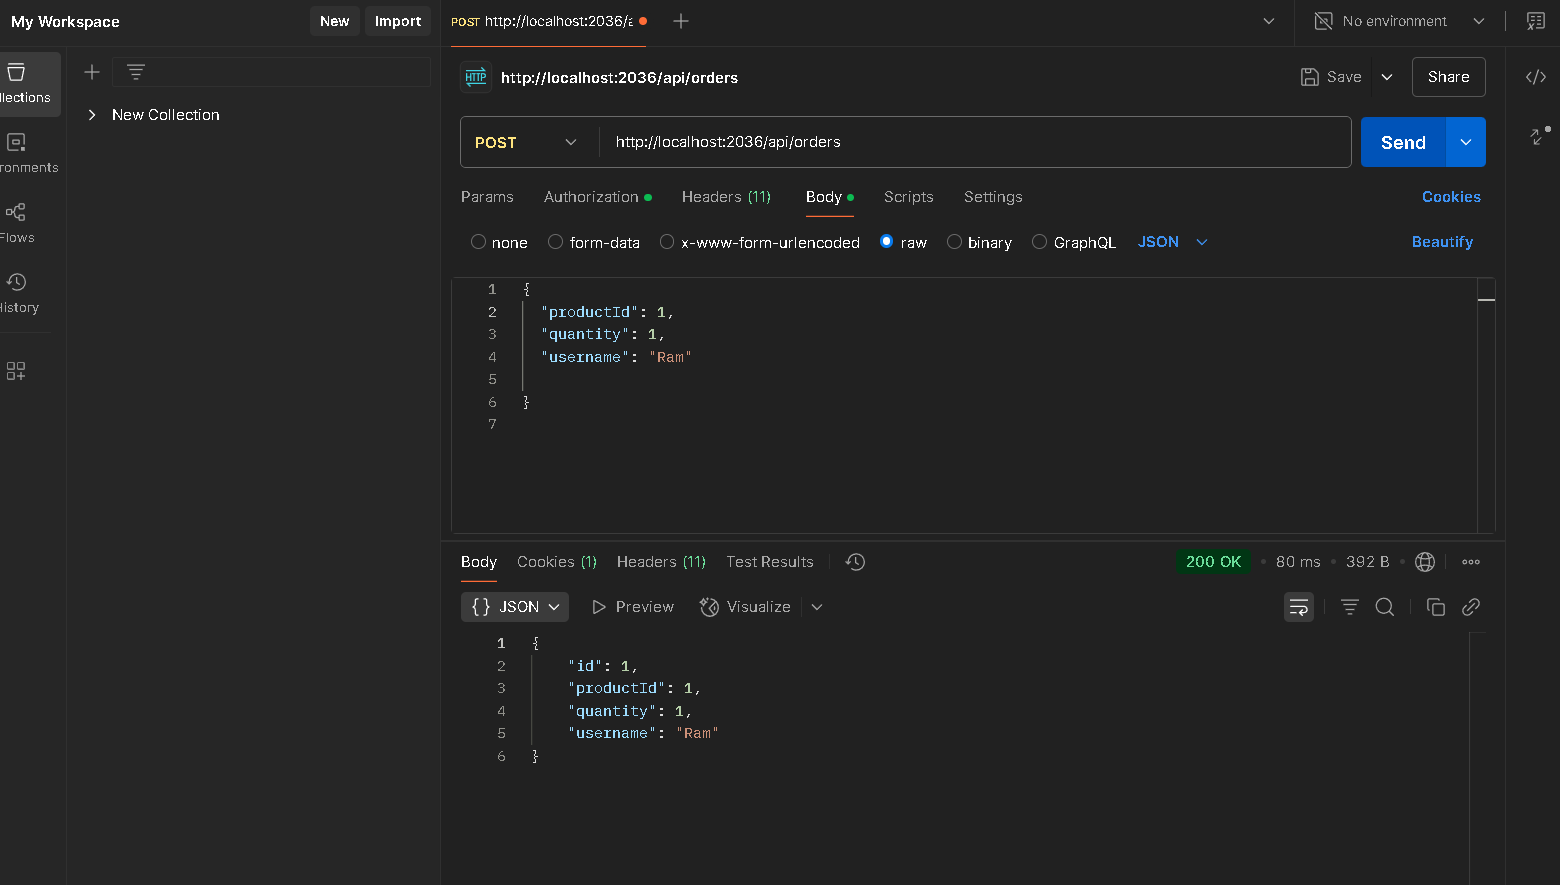 My Workspace
New
Import
POST http://localhost:2036/a
No environment
llections
New Collection
ronments
Flows
History
HTTP
http://localhost:2036/api/orders
Save
Share
POST
http://localhost:2036/api/orders
Send
Params Authorization Headers (11) Body Scripts Settings Cookies
none form-data x-www-form-urlencoded raw binary GraphQL JSON Beautify
1 {
2 "productId": 1,
3 "quantity": 1,
4 "username": "Ram"
5
6 }
7
Body Cookies (1) Headers (11) Test Results 200 OK • 80 ms • 392 B •
{} JSON Preview Visualize
1 {
2 "id": 1,
3 "productId": 1,
4 "quantity": 1,
5 "username": "Ram"
6 }